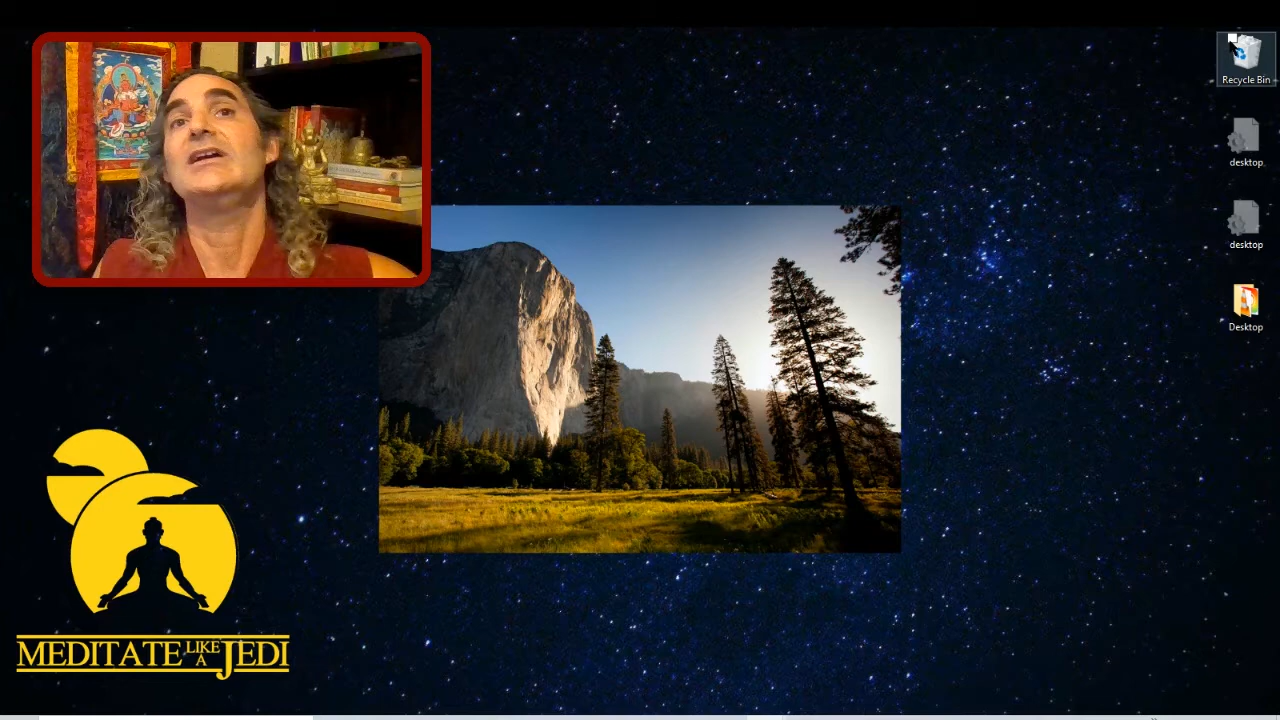 Recycle Bin
desktop
desktop
Desktop
MEDITATE LIKE A JEDI